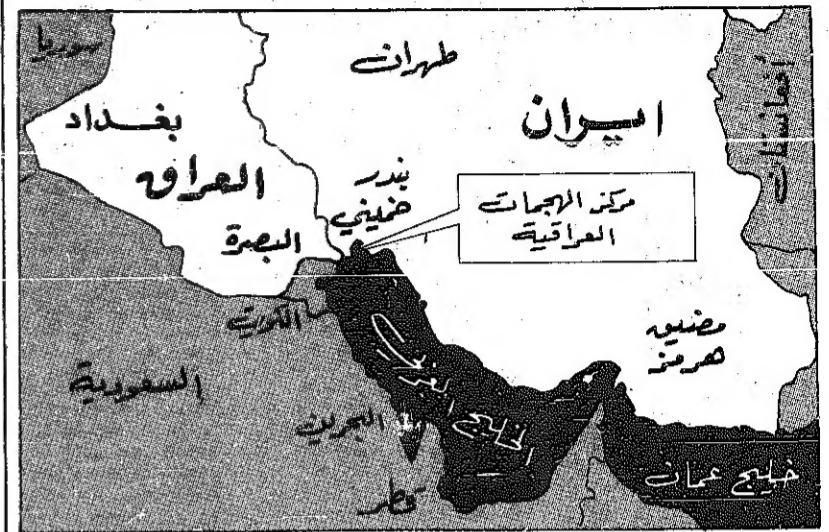 سوريا
طهران
ايران
أفغانستان
بغداد
العراق
البصرة
بندر
خميني
مركز الهجمات
العراقية
الكويت
السعودية
الخليج العربي
البحرين
قطر
مضيق
هرمز
خليج عمان